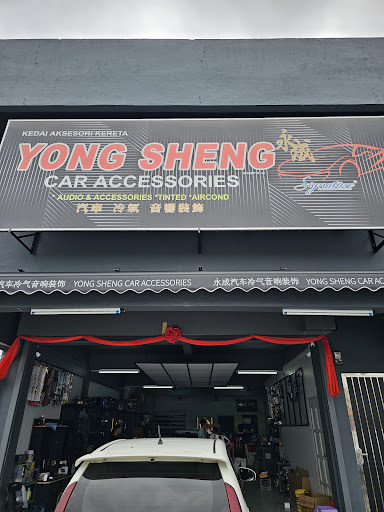 KEDAI AKSESORI KERETA
YONG SHENG 永成
CAR ACCESSORIES
* AUDIO & ACCESSORIES *TINTED *AIRCOND
汽車 冷氣 音響裝飾
汽车冷气音响装饰 YONG SHENG CAR ACCESSORIES 永成汽车冷气音响装饰 YONG SHENG CAR AC